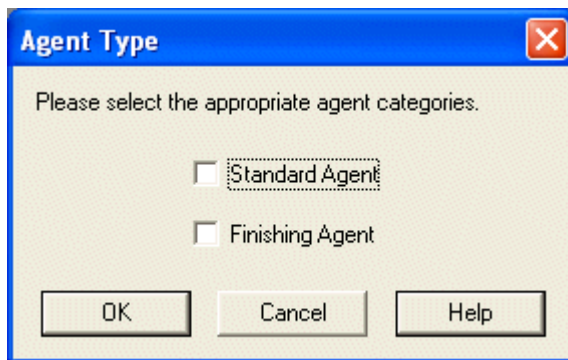 Agent Type
Please select the appropriate agent categories.
Standard Agent
Finishing Agent
OK Cancel Help